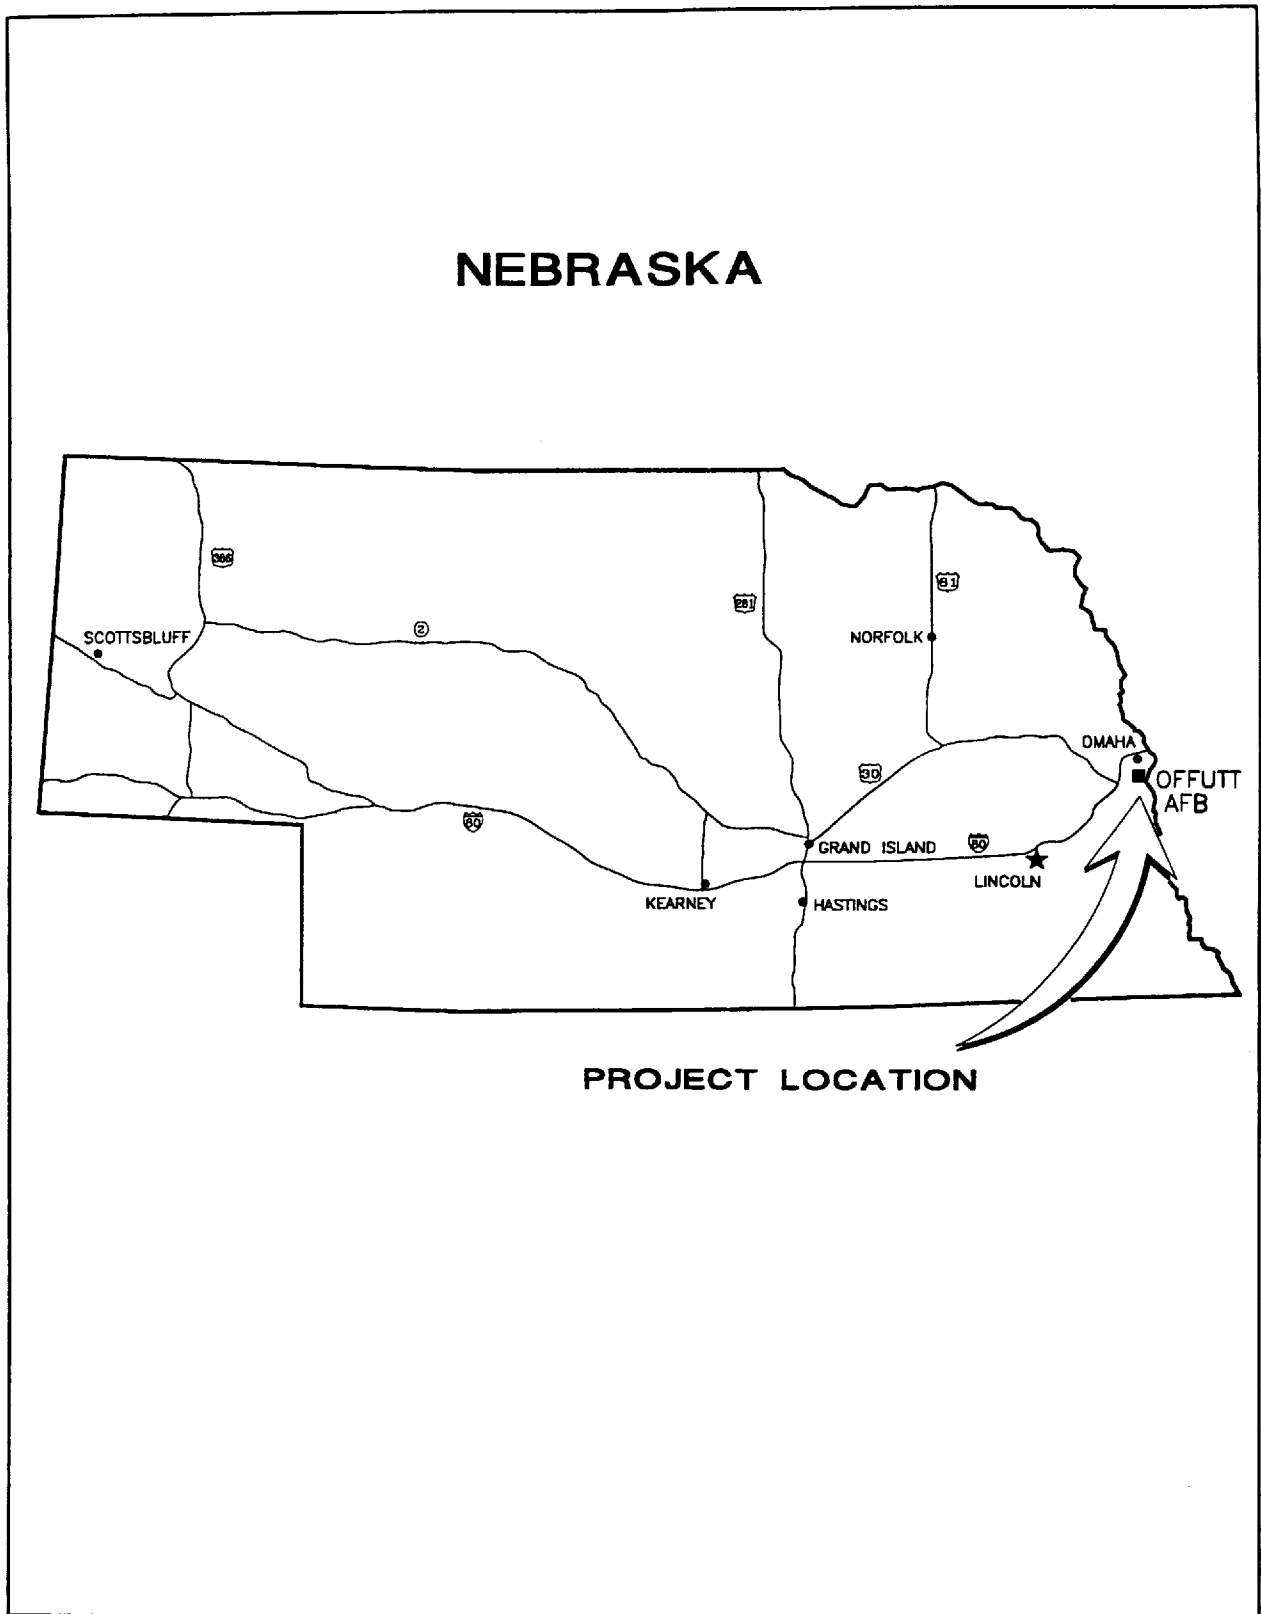 NEBRASKA
385
2
281
81
SCOTTSBLUFF
NORFOLK
OMAHA
30
OFFUTT
AFB
80
80
GRAND ISLAND
LINCOLN
KEARNEY
HASTINGS
PROJECT LOCATION